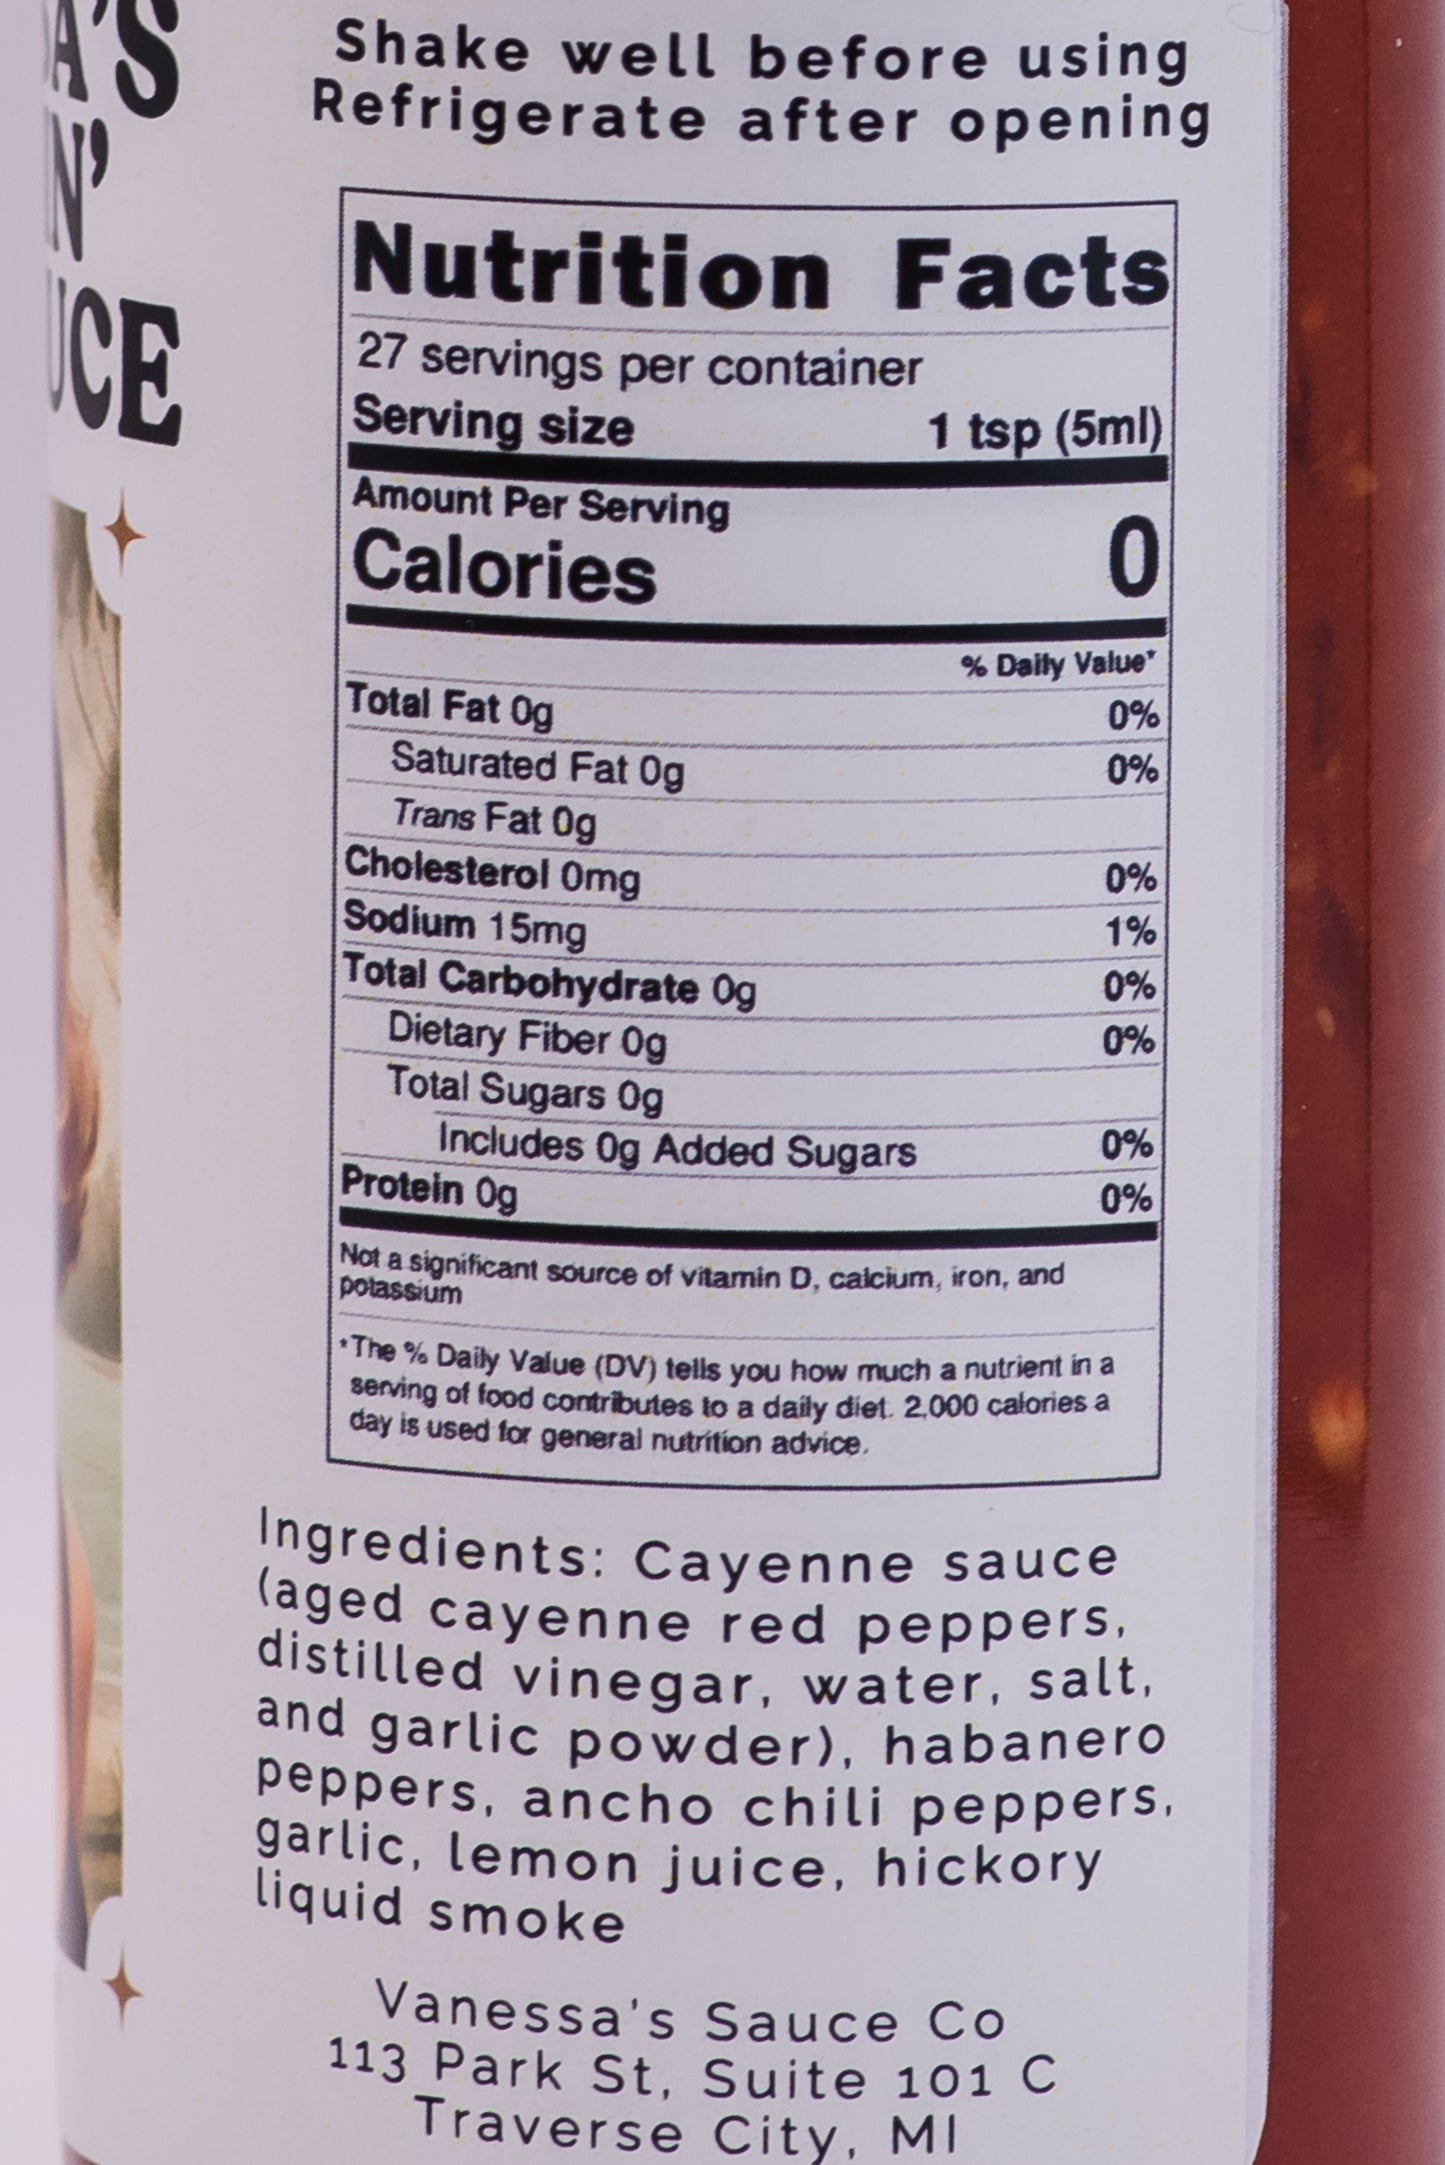 A'S
N'
UCE
Shake well before using
Refrigerate after opening
Nutrition Facts
27 servings per container
Serving size 1 tsp (5ml)
Amount Per Serving
Calories 0
% Daily Value*
Total Fat 0g 0%
Saturated Fat 0g 0%
Trans Fat 0g
Cholesterol 0mg 0%
Sodium 15mg 1%
Total Carbohydrate 0g 0%
Dietary Fiber 0g 0%
Total Sugars 0g
Includes 0g Added Sugars 0%
Protein 0g 0%
Not a significant source of vitamin D, calcium, iron, and
potassium
*The % Daily Value (DV) tells you how much a nutrient in a
serving of food contributes to a daily diet. 2,000 calories a
day is used for general nutrition advice.
Ingredients: Cayenne sauce
(aged cayenne red peppers,
distilled vinegar, water, salt,
and garlic powder), habanero
peppers, ancho chili peppers,
garlic, lemon juice, hickory
liquid smoke
Vanessa's Sauce Co
113 Park St, Suite 101 C
Traverse City, MI